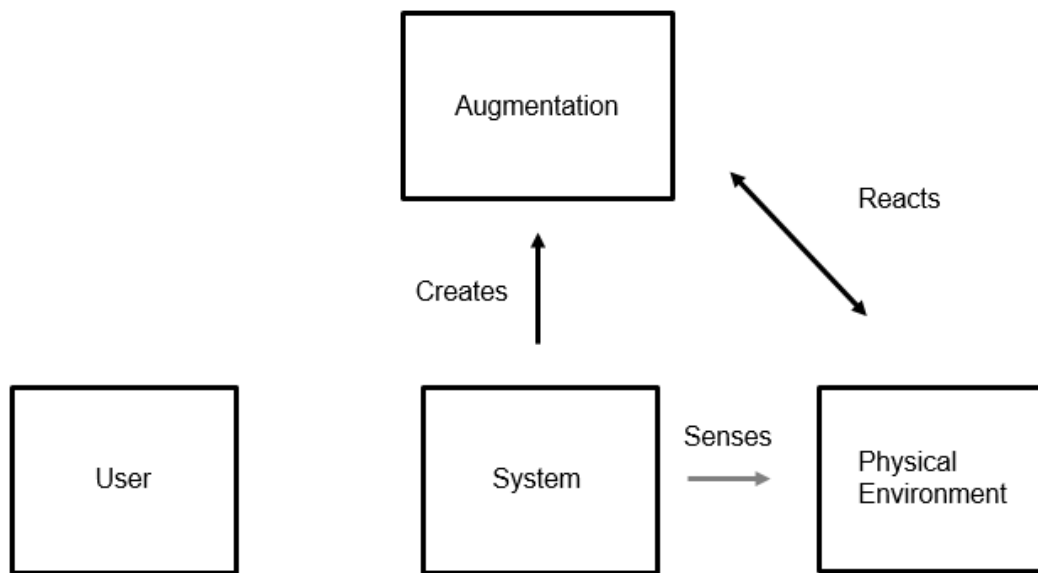 Augmentation
Reacts
Creates
Senses
User
System
Physical
Environment